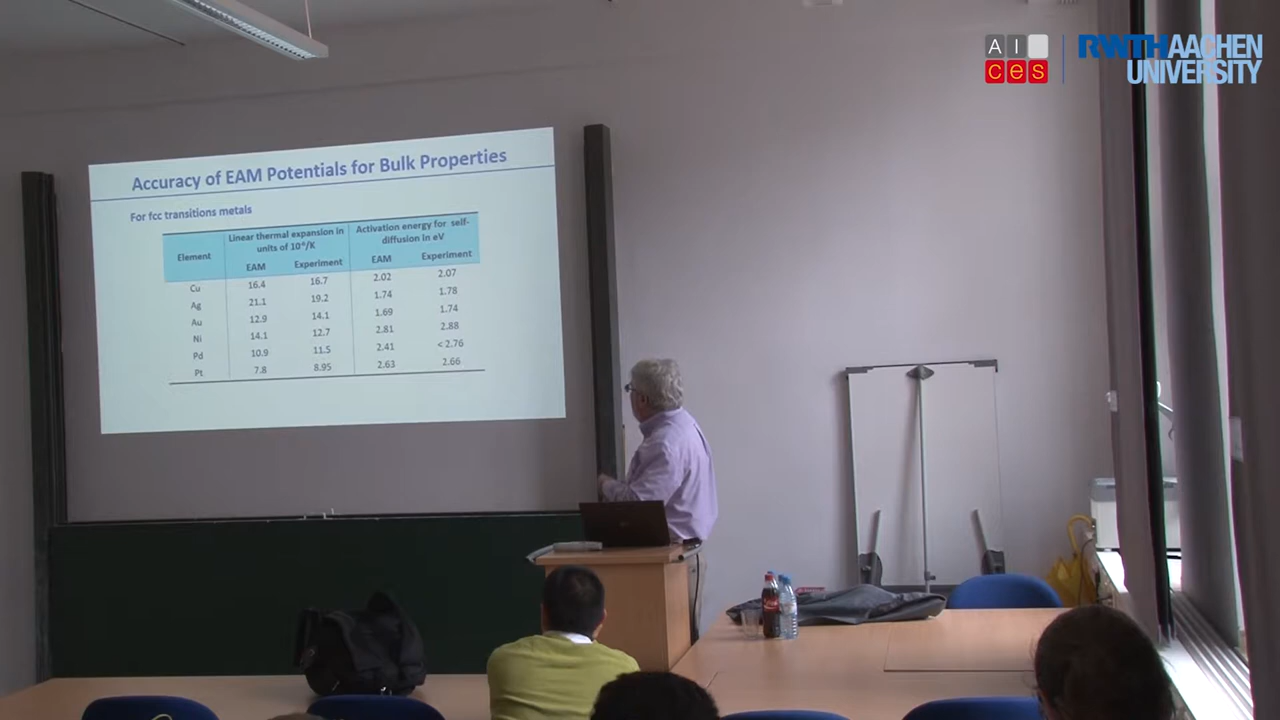 AI
ces
RWTHAACHEN
UNIVERSITY
Accuracy of EAM Potentials for Bulk Properties
For fcc transitions metals
Element
Linear thermal expansion in
units of 10⁻⁶/K
Activation energy for self-
diffusion in eV
EAM Experiment EAM Experiment
Cu 16.4 16.7 2.02 2.07
Ag 21.1 19.2 1.74 1.78
Au 12.9 14.1 1.69 1.74
Ni 14.1 12.7 2.81 2.88
Pd 10.9 11.5 2.41 < 2.76
Pt 7.8 8.95 2.63 2.66